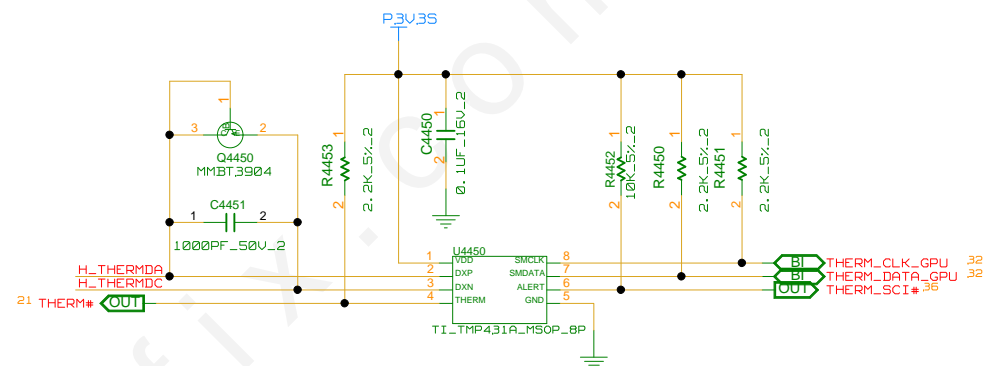 P3V3S
1
3
2
Q4450
MMBT3904
C4451
1
2
1000PF_50V_2
R4453
1
2
2.2K_5%_2
C4450
1
2
0.1UF_16V_2
R4452
1
2
10K_5%_2
R4450
1
2
2.2K_5%_2
R4451
1
2
2.2K_5%_2
H_THERMDA
H_THERMDC
21 THERM# OUT
U4450
1 VDD SMCLK 8
2 DXP SMDATA 7
3 DXN ALERT 6
4 THERM GND 5
TI_TMP431A_MSOP_8P
BI THERM_CLK_GPU 32
BI THERM_DATA_GPU 32
OUT THERM_SCI# 36
fix.com